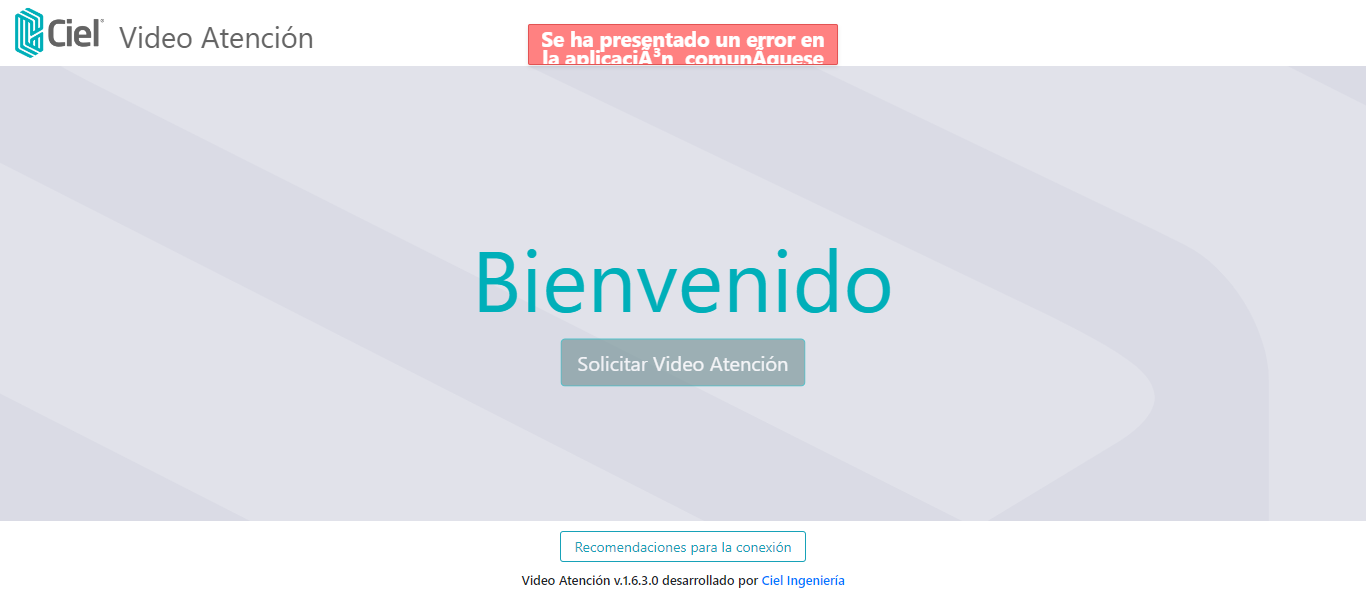 Ciel®
Video Atención
Se ha presentado un error en
la aplicaciÃ³n, comunÃquese
Bienvenido
Solicitar Video Atención
Recomendaciones para la conexión
Video Atención v.1.6.3.0 desarrollado por Ciel Ingeniería